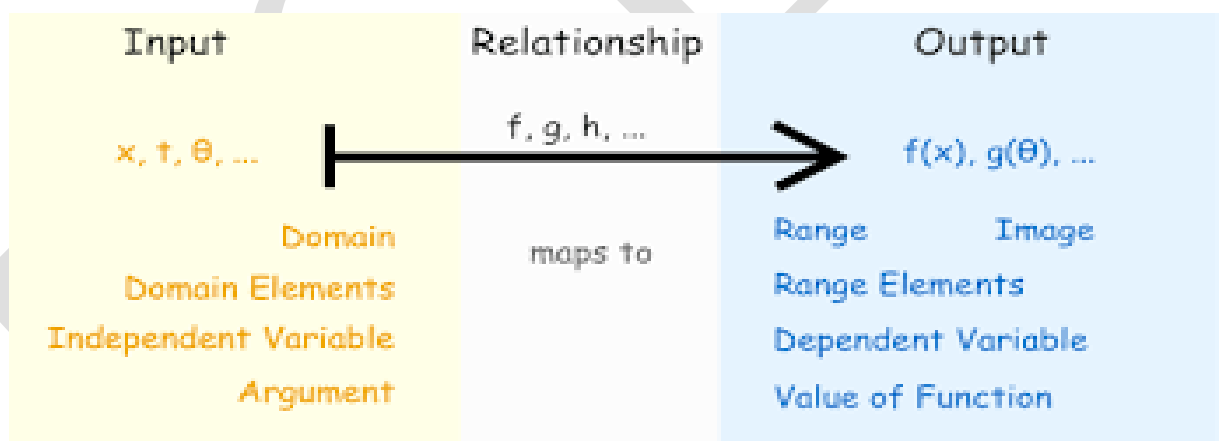 Input Relationship Output
f, g, h, ...
x, t, θ, ... f(x), g(θ), ...
Domain maps to Range Image
Domain Elements Range Elements
Independent Variable Dependent Variable
Argument Value of Function